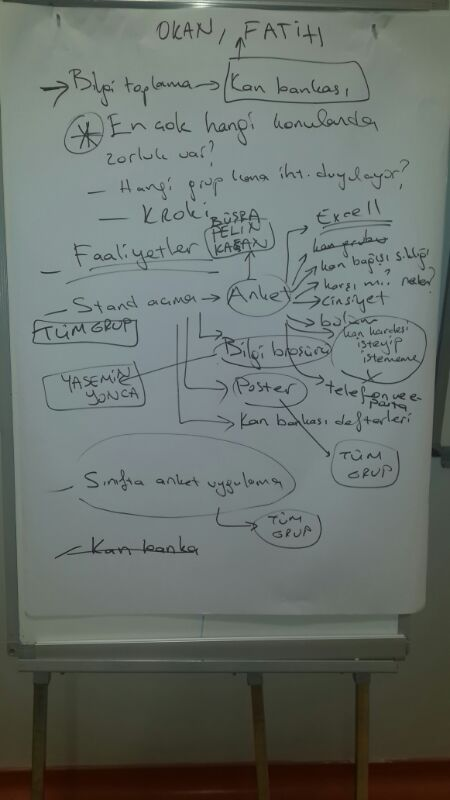 OKAN, FATİH
→ Bilgi toplama → Kan bankası,
* En çok hangi konularda
zorluk var?
– Hangi grup kana iht. duyuluyor?
– Kroki
BÜŞRA
PELİN
KAĞAN
Excell
– Faaliyetler
kan grubu
kan bağışı sıklığı
karşı mı? neden?
– Stand açma → Anket
cinsiyet
TÜM GRUP
bölüm
kan kardeşi
isteyip
istememe
Bilgi broşürü
YASEMİN
YONCA
Poster
telefon ve e-
posta
Kan bankası defterleri
TÜM
GRUP
– Sınıfta anket uygulama
TÜM
GRUP
– Kan banka